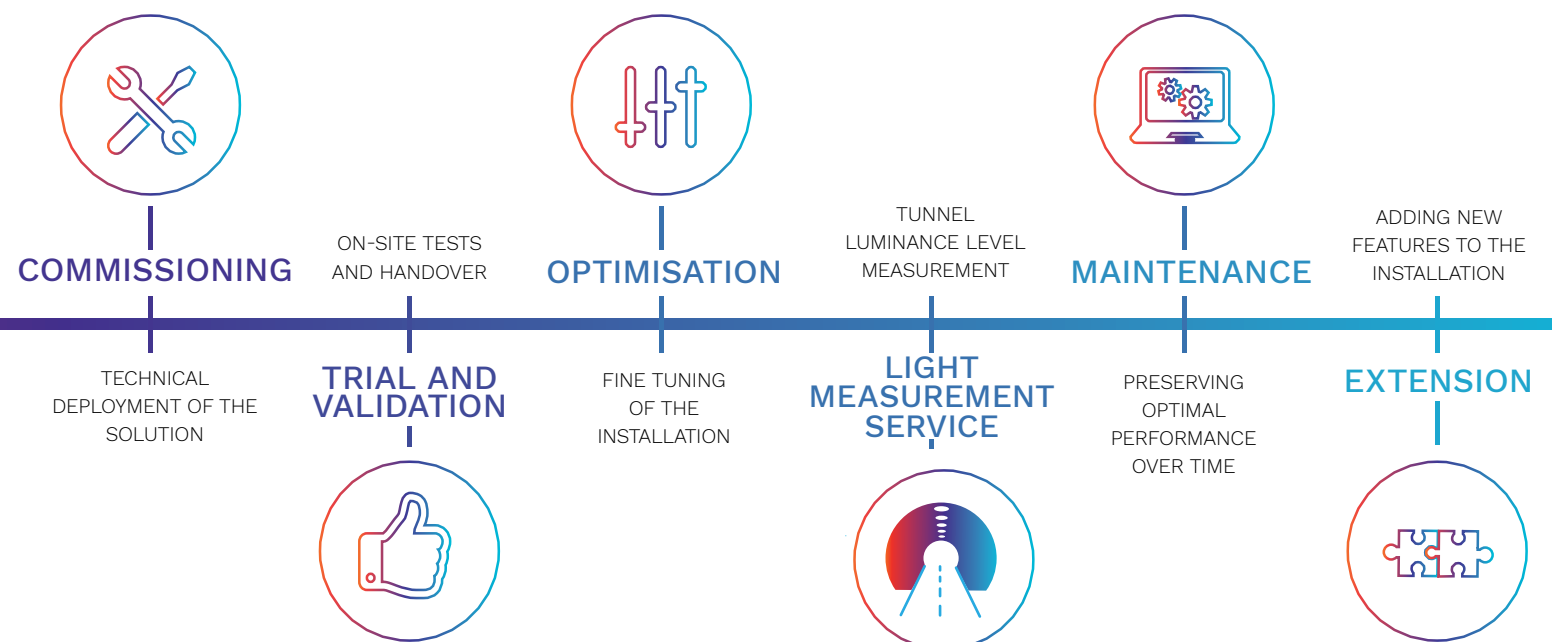 COMMISSIONING
TECHNICAL
DEPLOYMENT OF THE
SOLUTION
ON-SITE TESTS
AND HANDOVER
TRIAL AND
VALIDATION
OPTIMISATION
FINE TUNING
OF THE
INSTALLATION
TUNNEL
LUMINANCE LEVEL
MEASUREMENT
LIGHT
MEASUREMENT
SERVICE
MAINTENANCE
PRESERVING
OPTIMAL
PERFORMANCE
OVER TIME
ADDING NEW
FEATURES TO THE
INSTALLATION
EXTENSION